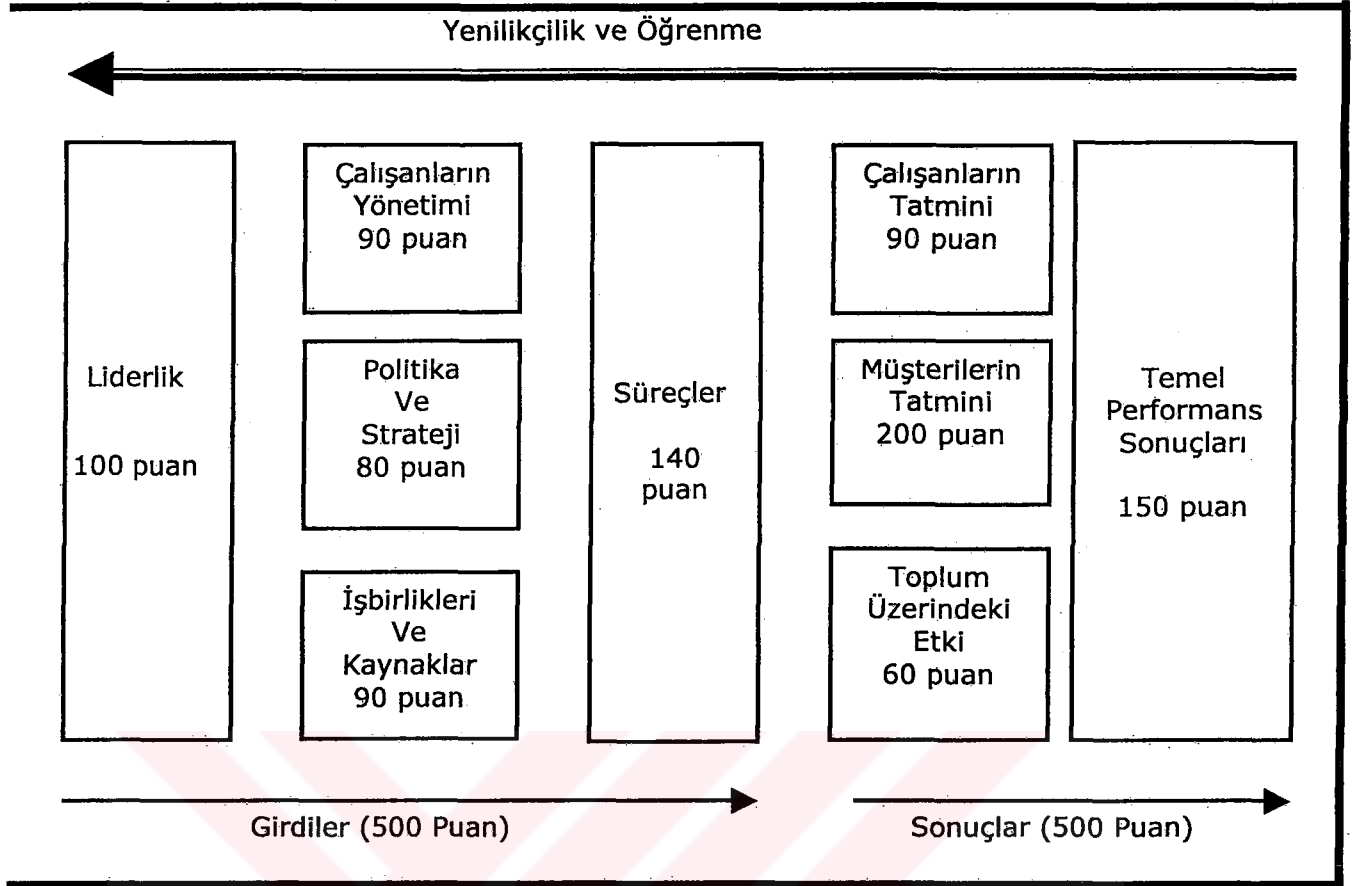 Yenilikçilik ve Öğrenme
Liderlik
100 puan
Çalışanların
Yönetimi
90 puan
Politika
Ve
Strateji
80 puan
İşbirlikleri
Ve
Kaynaklar
90 puan
Süreçler
140
puan
Çalışanların
Tatmini
90 puan
Müşterilerin
Tatmini
200 puan
Toplum
Üzerindeki
Etki
60 puan
Temel
Performans
Sonuçları
150 puan
Girdiler (500 Puan)
Sonuçlar (500 Puan)